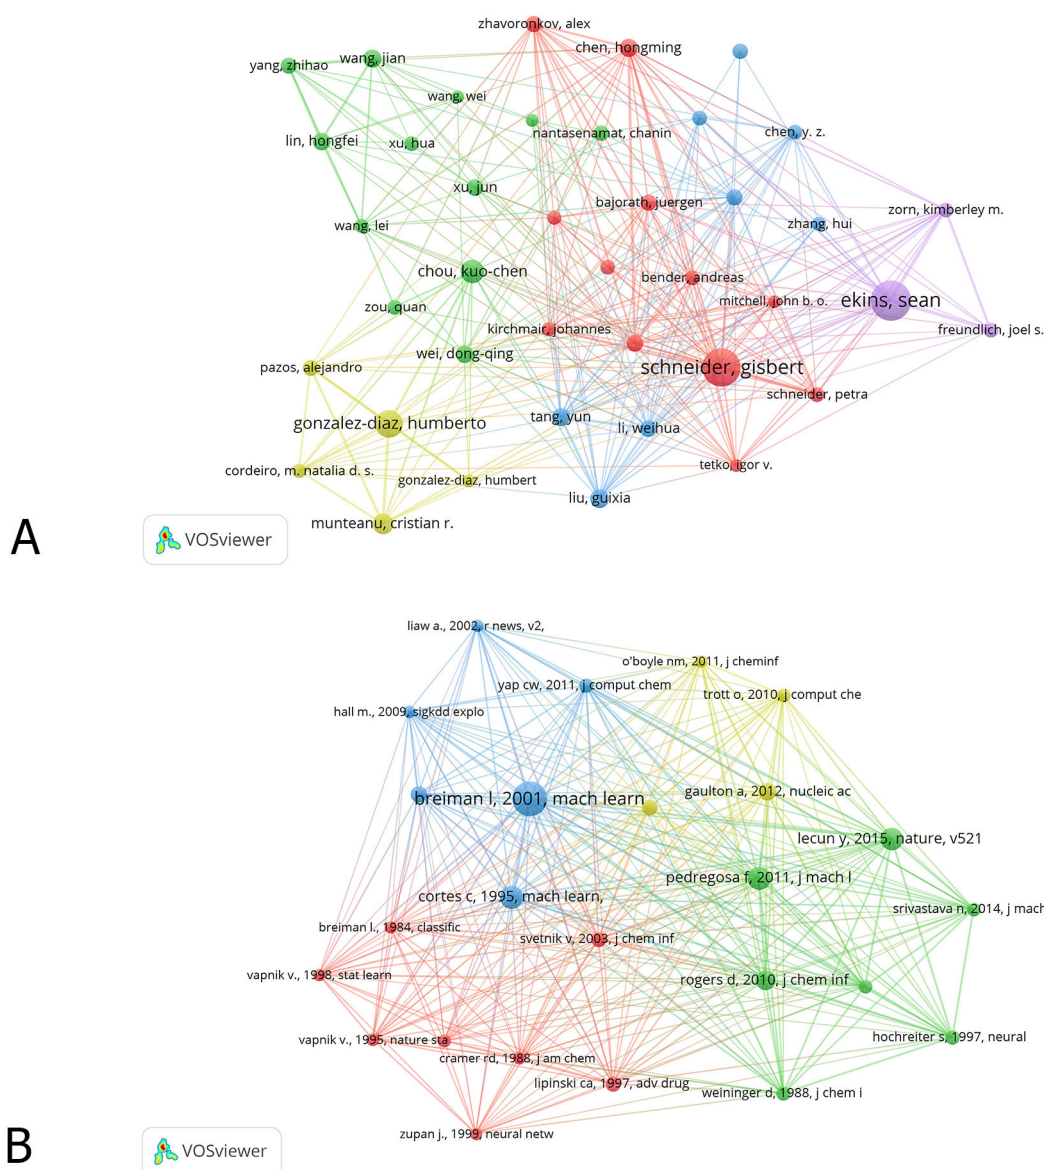 zhavoronkov, alex
chen, hongming
yang, zhihao
wang, jian
wang, wei
nantasenamat, chanin
chen, y. z.
lin, hongfei
xu, hua
xu, jun
bajorath, juergen
zorn, kimberley m.
wang, lei
zhang, hui
chou, kuo-chen
bender, andreas
mitchell, john b. o.
ekins, sean
zou, quan
kirchmair, johannes
freundlich, joel s.
wei, dong-qing
pazos, alejandro
schneider, gisbert
schneider, petra
gonzalez-diaz, humberto
tang, yun
li, weihua
cordeiro, m. natalia d. s.
gonzalez-diaz, humbert
tetko, igor v.
liu, guixia
munteanu, cristian r.
A
VOSviewer
liaw a., 2002, r news, v2,
o'boyle nm, 2011, j cheminf
yap cw, 2011, j comput chem
trott o, 2010, j comput che
hall m., 2009, sigkdd explo
gaulton a, 2012, nucleic ac
breiman l, 2001, mach learn
lecun y, 2015, nature, v521
pedregosa f, 2011, j mach l
cortes c, 1995, mach learn,
srivastava n, 2014, j mach
breiman l., 1984, classific
svetnik v, 2003, j chem inf
vapnik v., 1998, stat learn
rogers d, 2010, j chem inf
vapnik v., 1995, nature sta
hochreiter s, 1997, neural
cramer rd, 1988, j am chem
lipinski ca, 1997, adv drug
weininger d, 1988, j chem i
zupan j., 1999, neural netw
B
VOSviewer